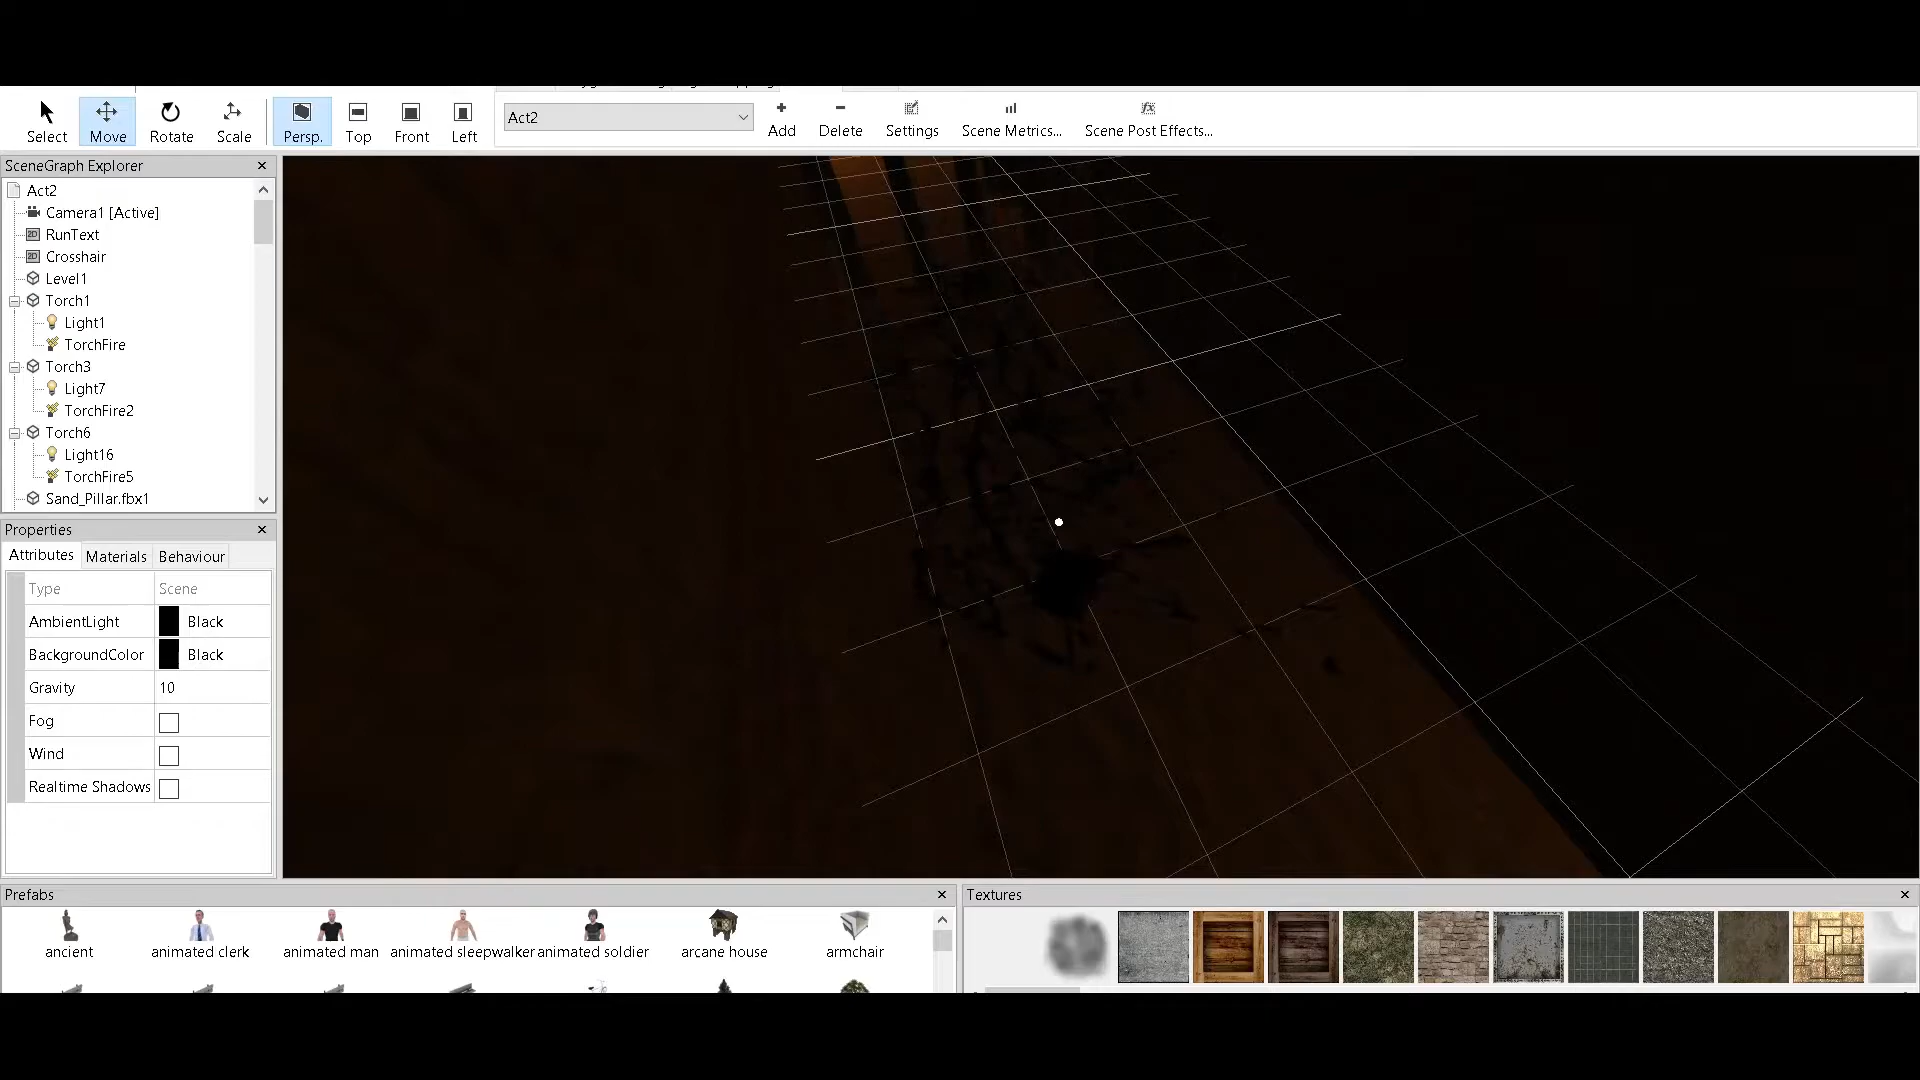 Select Move Rotate Scale Persp. Top Front Left Act2 Add Delete Settings Scene Metrics... Scene Post Effects...
SceneGraph Explorer
Act2
Camera1 [Active]
RunText
Crosshair
Level1
Torch1
Light1
TorchFire
Torch3
Light7
TorchFire2
Torch6
Light16
TorchFire5
Sand_Pillar.fbx1
Properties
Attributes Materials Behaviour
Type Scene
AmbientLight Black
BackgroundColor Black
Gravity 10
Fog
Wind
Realtime Shadows
Prefabs
ancient animated clerk animated man animated sleepwalker animated soldier arcane house armchair
Textures